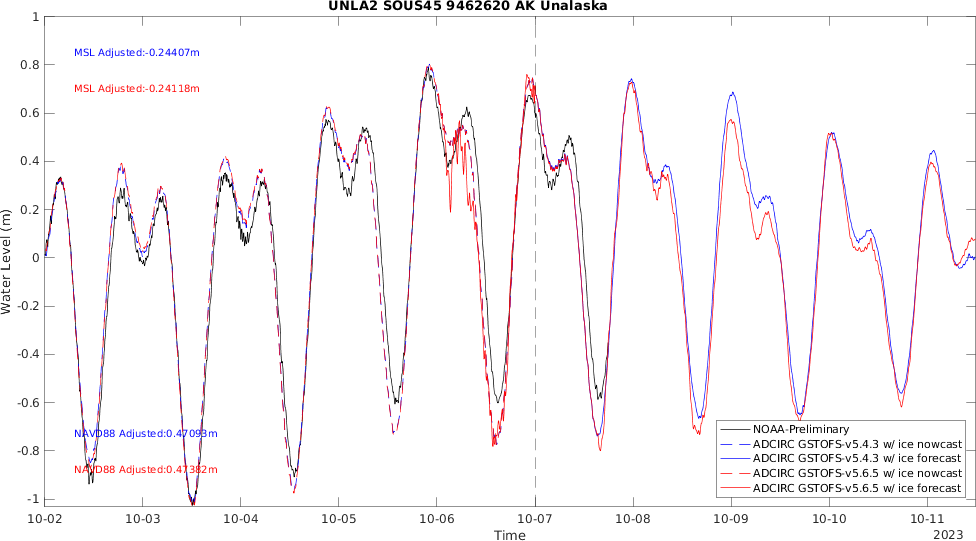 UNLA2 SOUS45 9462620 AK Unalaska
1
0.8
0.6
0.4
0.2
0
-0.2
-0.4
-0.6
-0.8
-1
Water Level (m)
MSL Adjusted:-0.24407m
MSL Adjusted:-0.24118m
NAVD88 Adjusted:0.47093m
NAVD88 Adjusted:0.47382m
NOAA-Preliminary
ADCIRC GSTOFS-v5.4.3 w/ ice nowcast
ADCIRC GSTOFS-v5.4.3 w/ ice forecast
ADCIRC GSTOFS-v5.6.5 w/ ice nowcast
ADCIRC GSTOFS-v5.6.5 w/ ice forecast
10-02 10-03 10-04 10-05 10-06 10-07 10-08 10-09 10-10 10-11
Time
2023